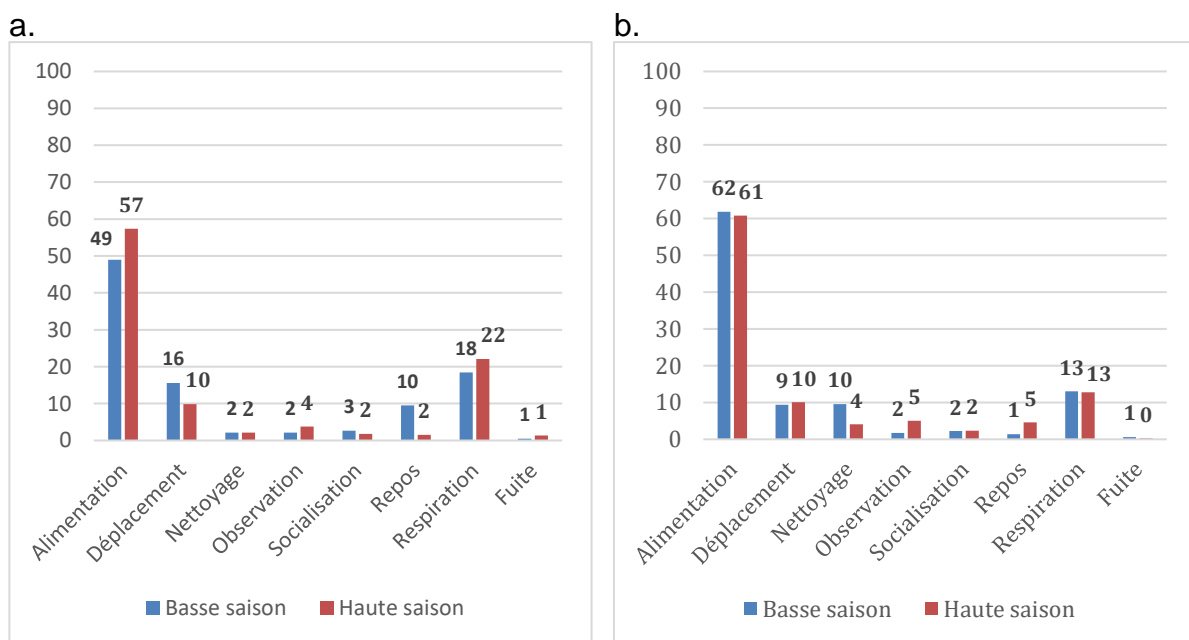 a.
100
90
80
70
60
50
40
30
20
10
0
49 57
16 10
2 2
2 4
3 2
10 2
18 22
1 1
Alimentation
Déplacement
Nettoyage
Observation
Socialisation
Repos
Respiration
Fuite
Basse saison Haute saison
b.
100
90
80
70
60
50
40
30
20
10
0
62 61
9 10
10 4
2 5
2 2
1 5
13 13
1 0
Alimentation
Déplacement
Nettoyage
Observation
Socialisation
Repos
Respiration
Fuite
Basse saison Haute saison